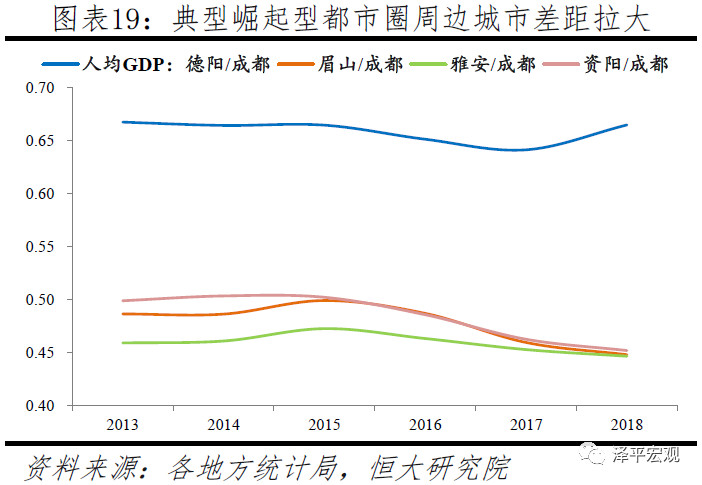 图表19：典型崛起型都市圈周边城市差距拉大
人均GDP：德阳/成都 眉山/成都 雅安/成都 资阳/成都
0.70
0.65
0.60
0.55
0.50
0.45
0.40
2013 2014 2015 2016 2017 2018
泽平宏观
资料来源：各地方统计局，恒大研究院